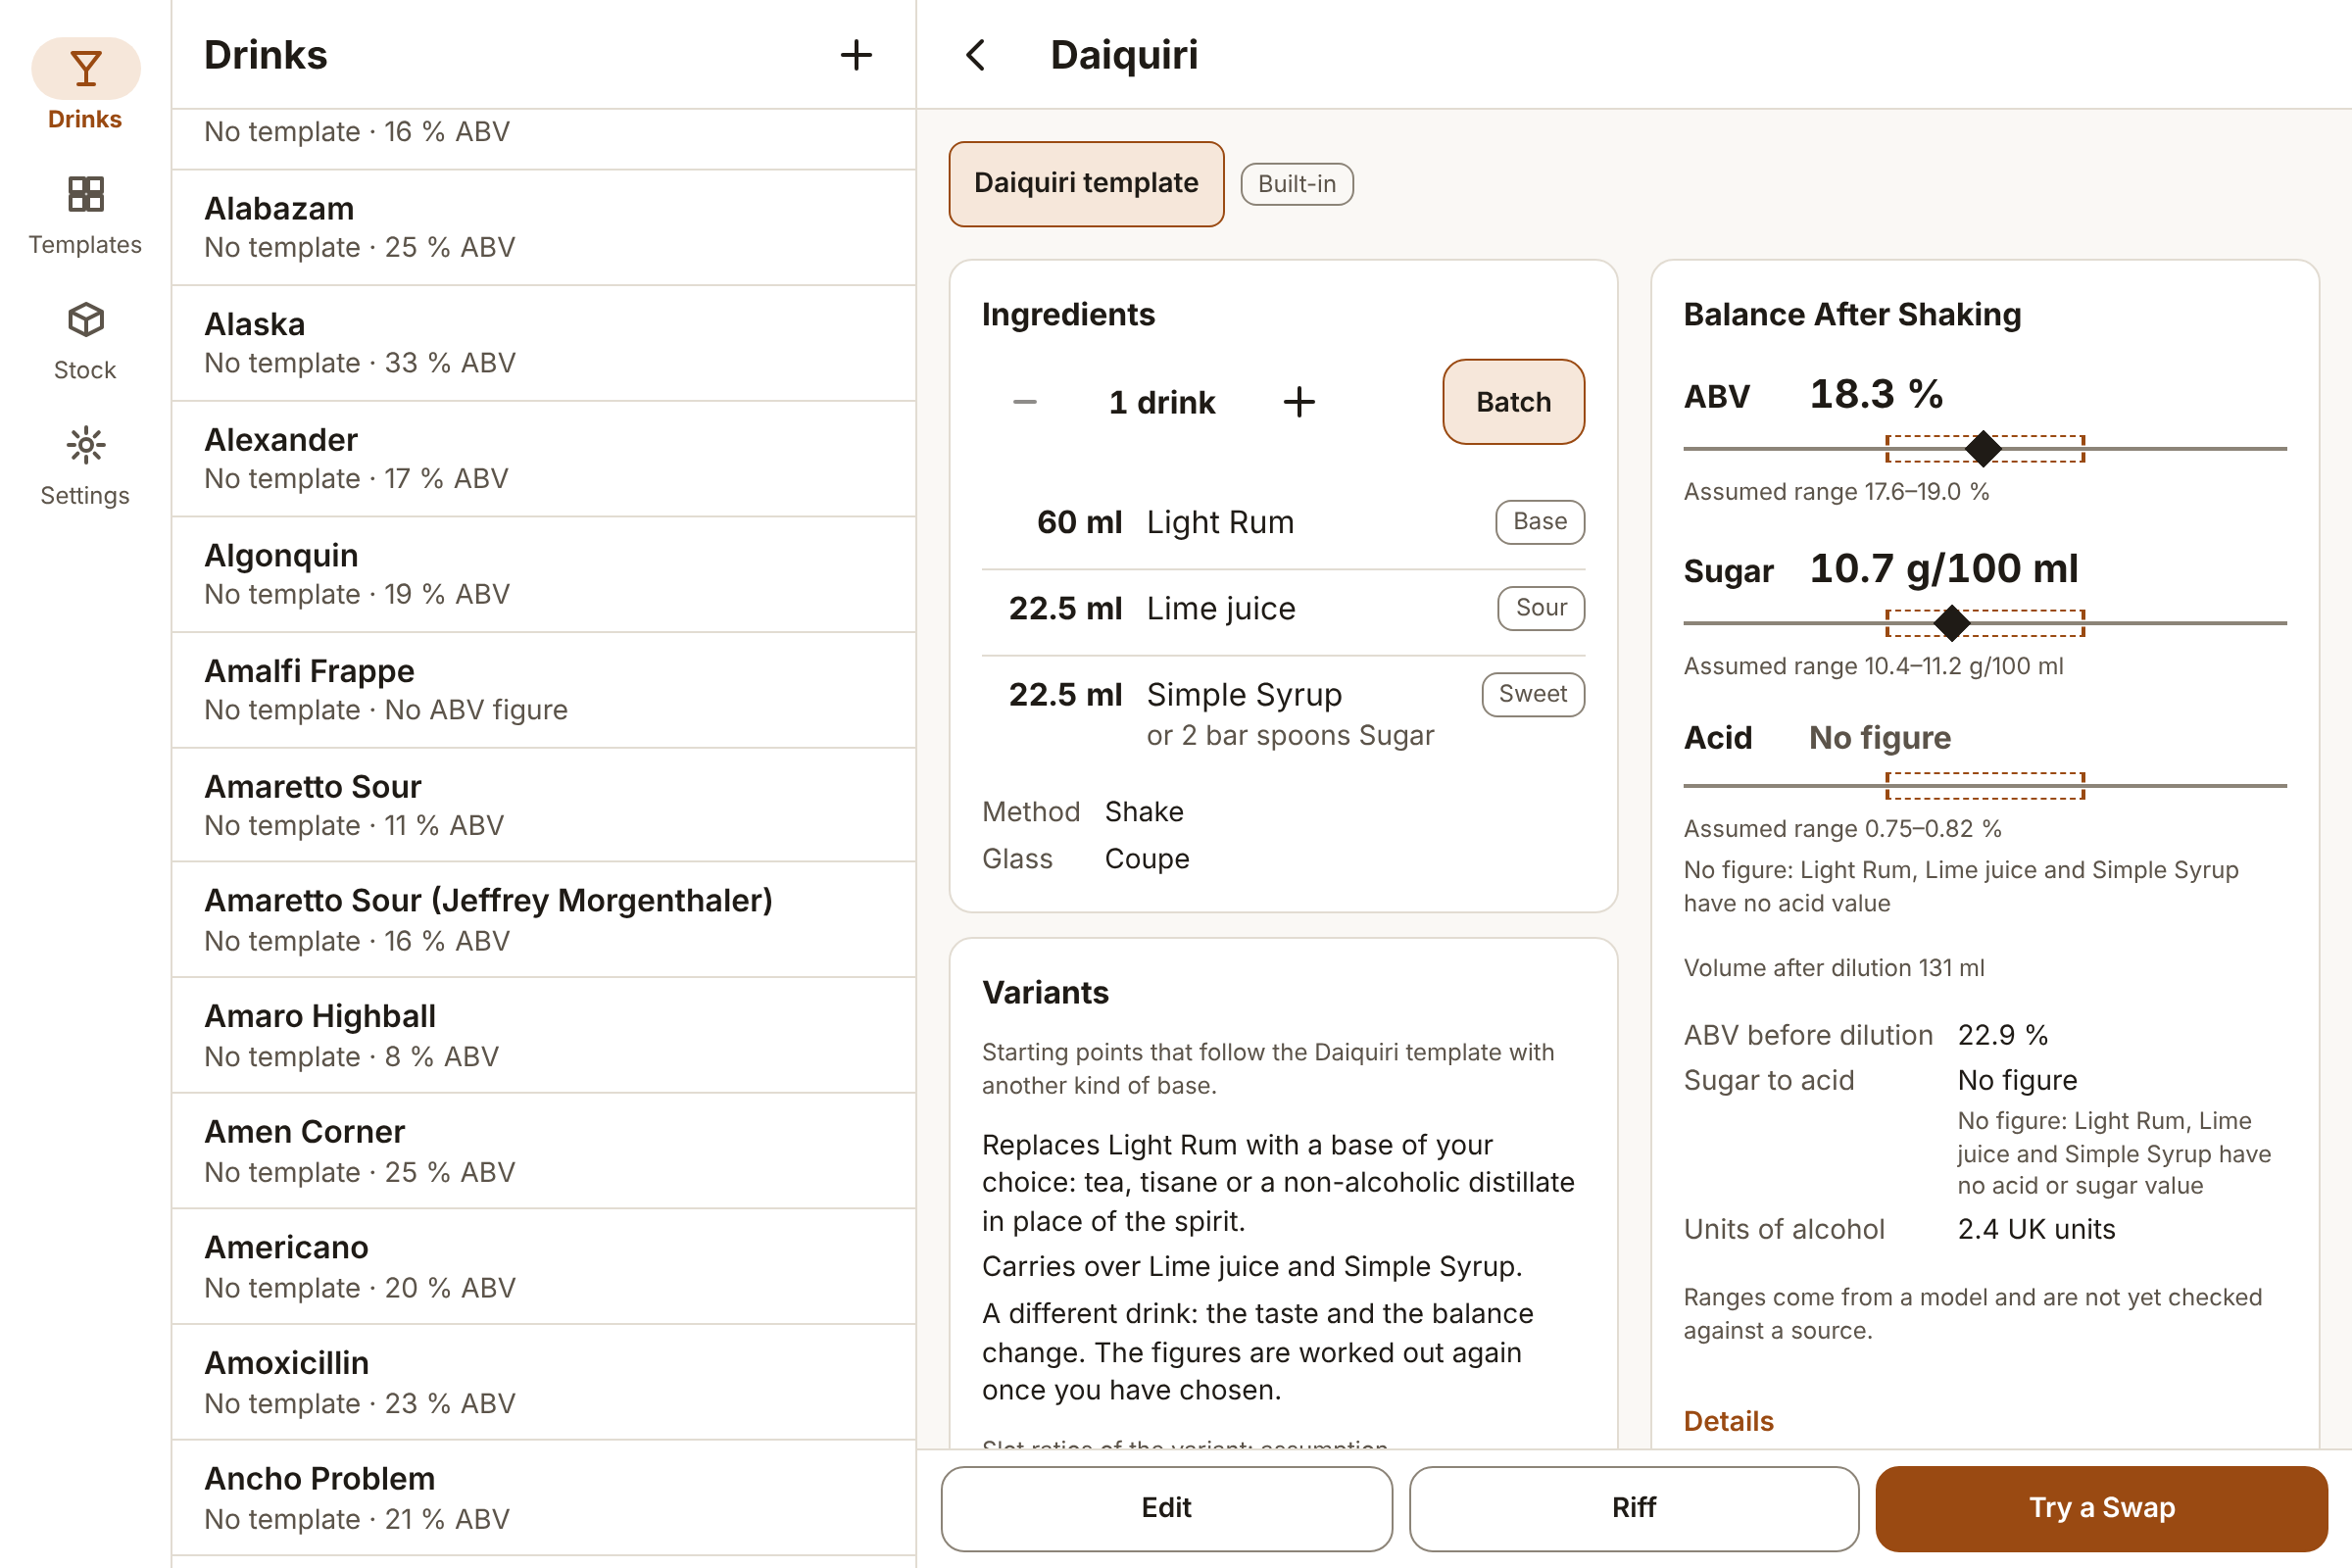 Drinks
Templates
Stock
Settings
Drinks
No template · 16 % ABV
Alabazam
No template · 25 % ABV
Alaska
No template · 33 % ABV
Alexander
No template · 17 % ABV
Algonquin
No template · 19 % ABV
Amalfi Frappe
No template · No ABV figure
Amaretto Sour
No template · 11 % ABV
Amaretto Sour (Jeffrey Morgenthaler)
No template · 16 % ABV
Amaro Highball
No template · 8 % ABV
Amen Corner
No template · 25 % ABV
Americano
No template · 20 % ABV
Amoxicillin
No template · 23 % ABV
Ancho Problem
No template · 21 % ABV
Daiquiri
Daiquiri template
Built-in
Ingredients
1 drink
Batch
60 ml Light Rum Base
22.5 ml Lime juice Sour
22.5 ml Simple Syrup Sweet
or 2 bar spoons Sugar
Method Shake
Glass Coupe
Variants
Starting points that follow the Daiquiri template with
another kind of base.
Replaces Light Rum with a base of your
choice: tea, tisane or a non-alcoholic distillate
in place of the spirit.
Carries over Lime juice and Simple Syrup.
A different drink: the taste and the balance
change. The figures are worked out again
once you have chosen.
Slot ratios of the variant: assumption
Balance After Shaking
ABV 18.3 %
Assumed range 17.6–19.0 %
Sugar 10.7 g/100 ml
Assumed range 10.4–11.2 g/100 ml
Acid No figure
Assumed range 0.75–0.82 %
No figure: Light Rum, Lime juice and Simple Syrup
have no acid value
Volume after dilution 131 ml
ABV before dilution 22.9 %
Sugar to acid No figure
No figure: Light Rum, Lime
juice and Simple Syrup have
no acid or sugar value
Units of alcohol 2.4 UK units
Ranges come from a model and are not yet checked
against a source.
Details
Edit
Riff
Try a Swap